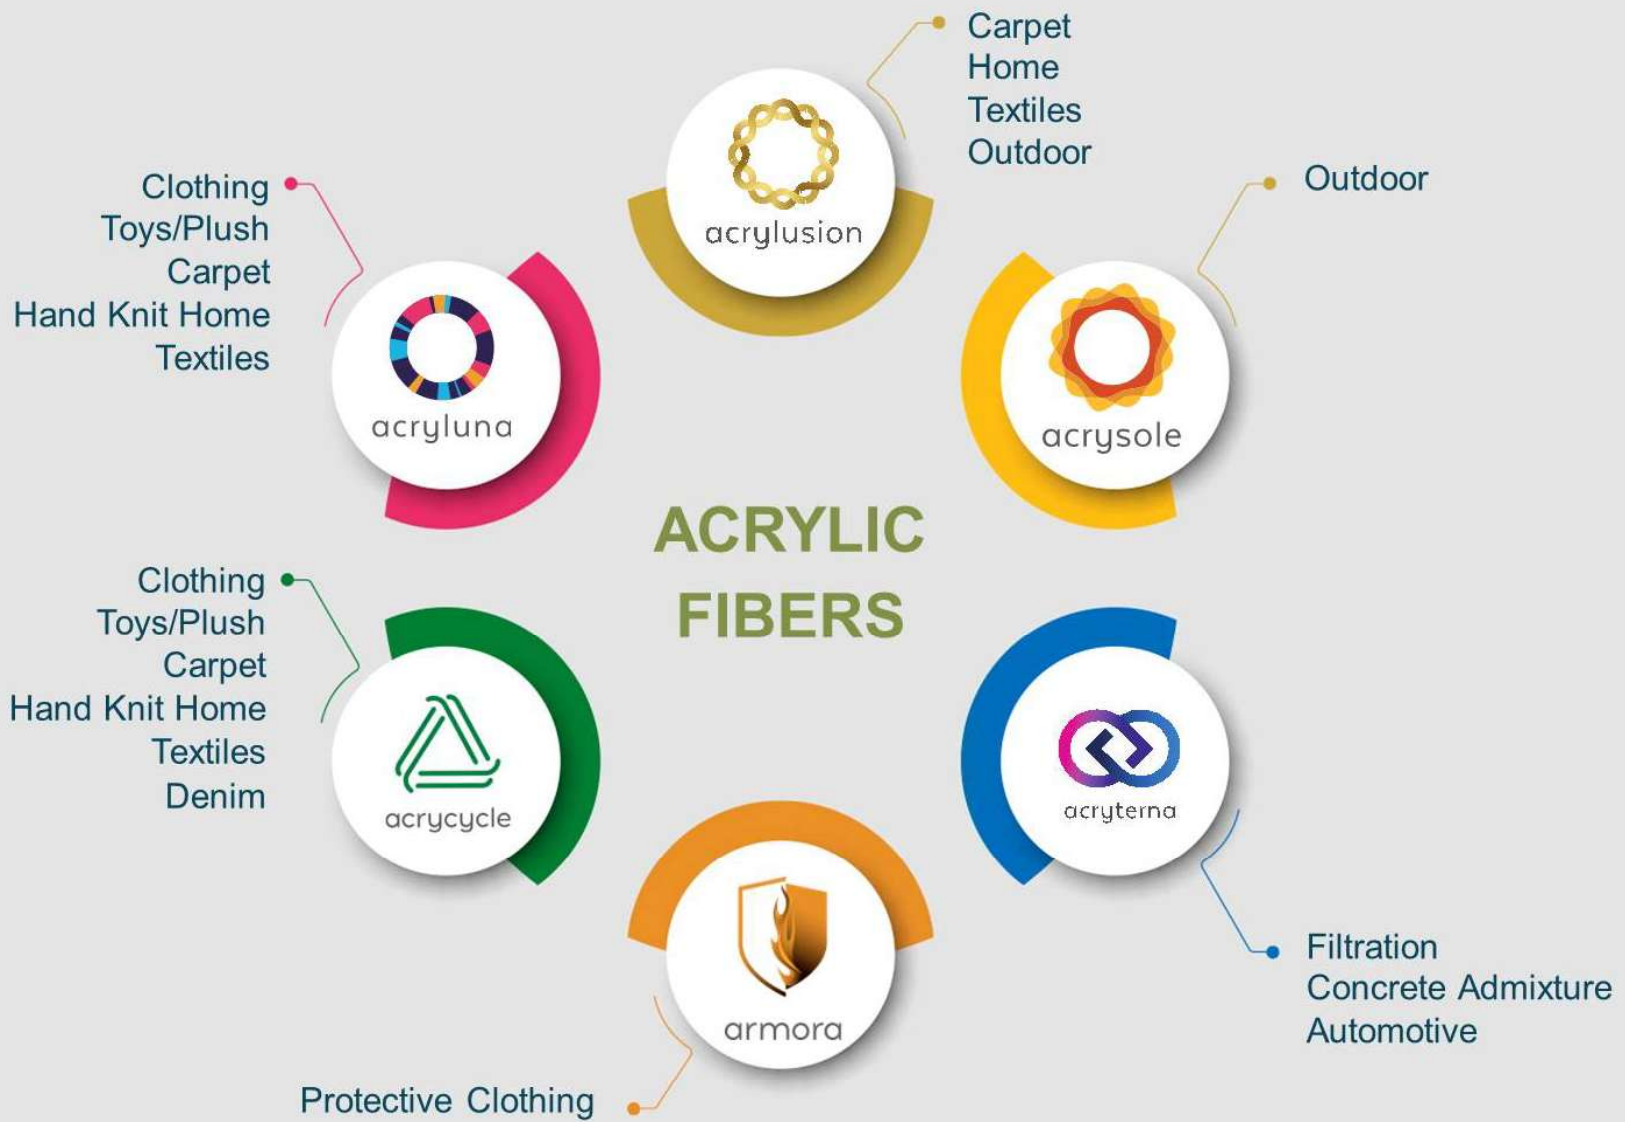 Carpet
Home
Textiles
Outdoor
acrylusion
Outdoor
acrysole
Clothing
Toys/Plush
Carpet
Hand Knit Home
Textiles
acryluna
ACRYLIC
FIBERS
Clothing
Toys/Plush
Carpet
Hand Knit Home
Textiles
Denim
acrycycle
acryterna
Filtration
Concrete Admixture
Automotive
armora
Protective Clothing